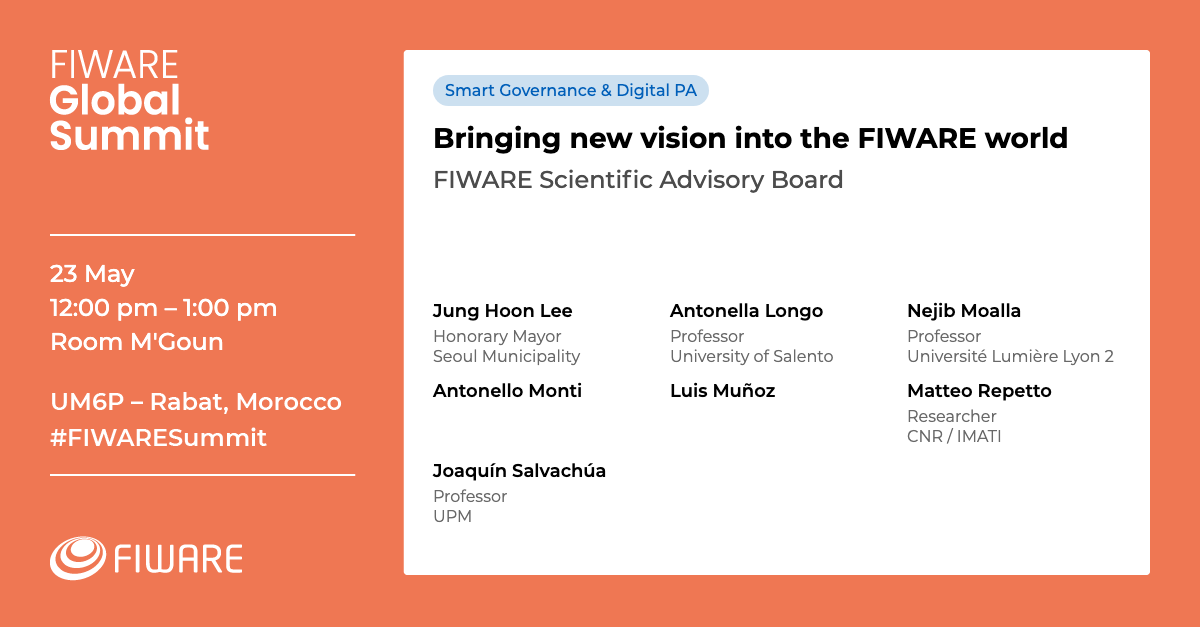 FIWARE
Global
Summit
23 May
12:00 pm – 1:00 pm
Room M'Goun
UM6P – Rabat, Morocco
#FIWARESummit
FIWARE
Smart Governance & Digital PA
Bringing new vision into the FIWARE world
FIWARE Scientific Advisory Board
Jung Hoon Lee
Honorary Mayor
Seoul Municipality
Antonella Longo
Professor
University of Salento
Nejib Moalla
Professor
Université Lumière Lyon 2
Antonello Monti
Luis Muñoz
Matteo Repetto
Researcher
CNR / IMATI
Joaquín Salvachúa
Professor
UPM